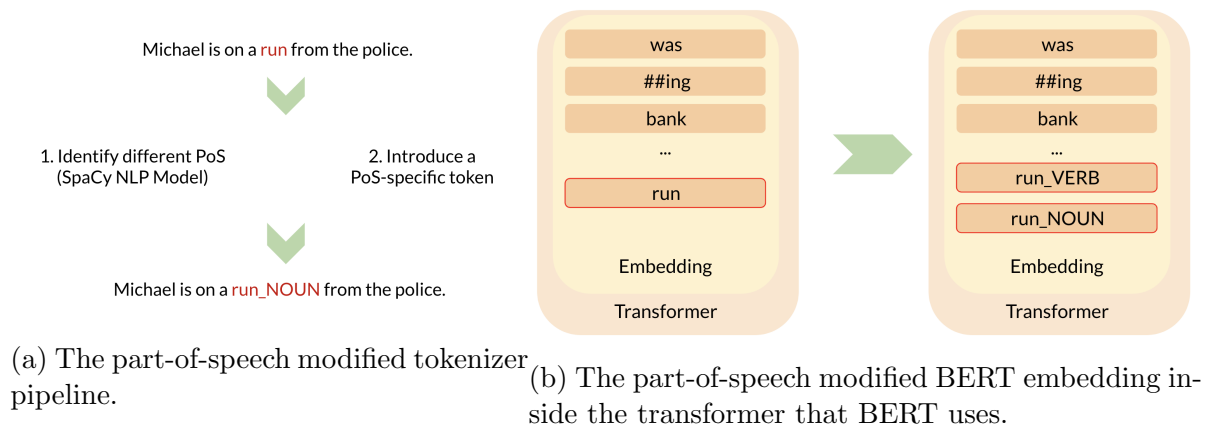 Michael is on a run from the police.
1. Identify different PoS
(SpaCy NLP Model)
2. Introduce a
PoS-specific token
Michael is on a run_NOUN from the police.
(a) The part-of-speech modified tokenizer
pipeline.
was
##ing
bank
...
run
Embedding
Transformer
was
##ing
bank
...
run_VERB
run_NOUN
Embedding
Transformer
(b) The part-of-speech modified BERT embedding in-
side the transformer that BERT uses.